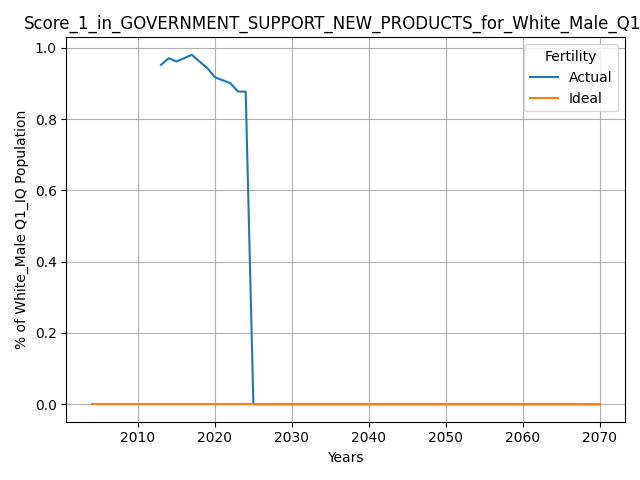 Score_1_in_GOVERNMENT_SUPPORT_NEW_PRODUCTS_for_White_Male_Q1
Fertility
Actual
Ideal
% of White_Male Q1_IQ Population
1.0
0.8
0.6
0.4
0.2
0.0
2010 2020 2030 2040 2050 2060 2070
Years